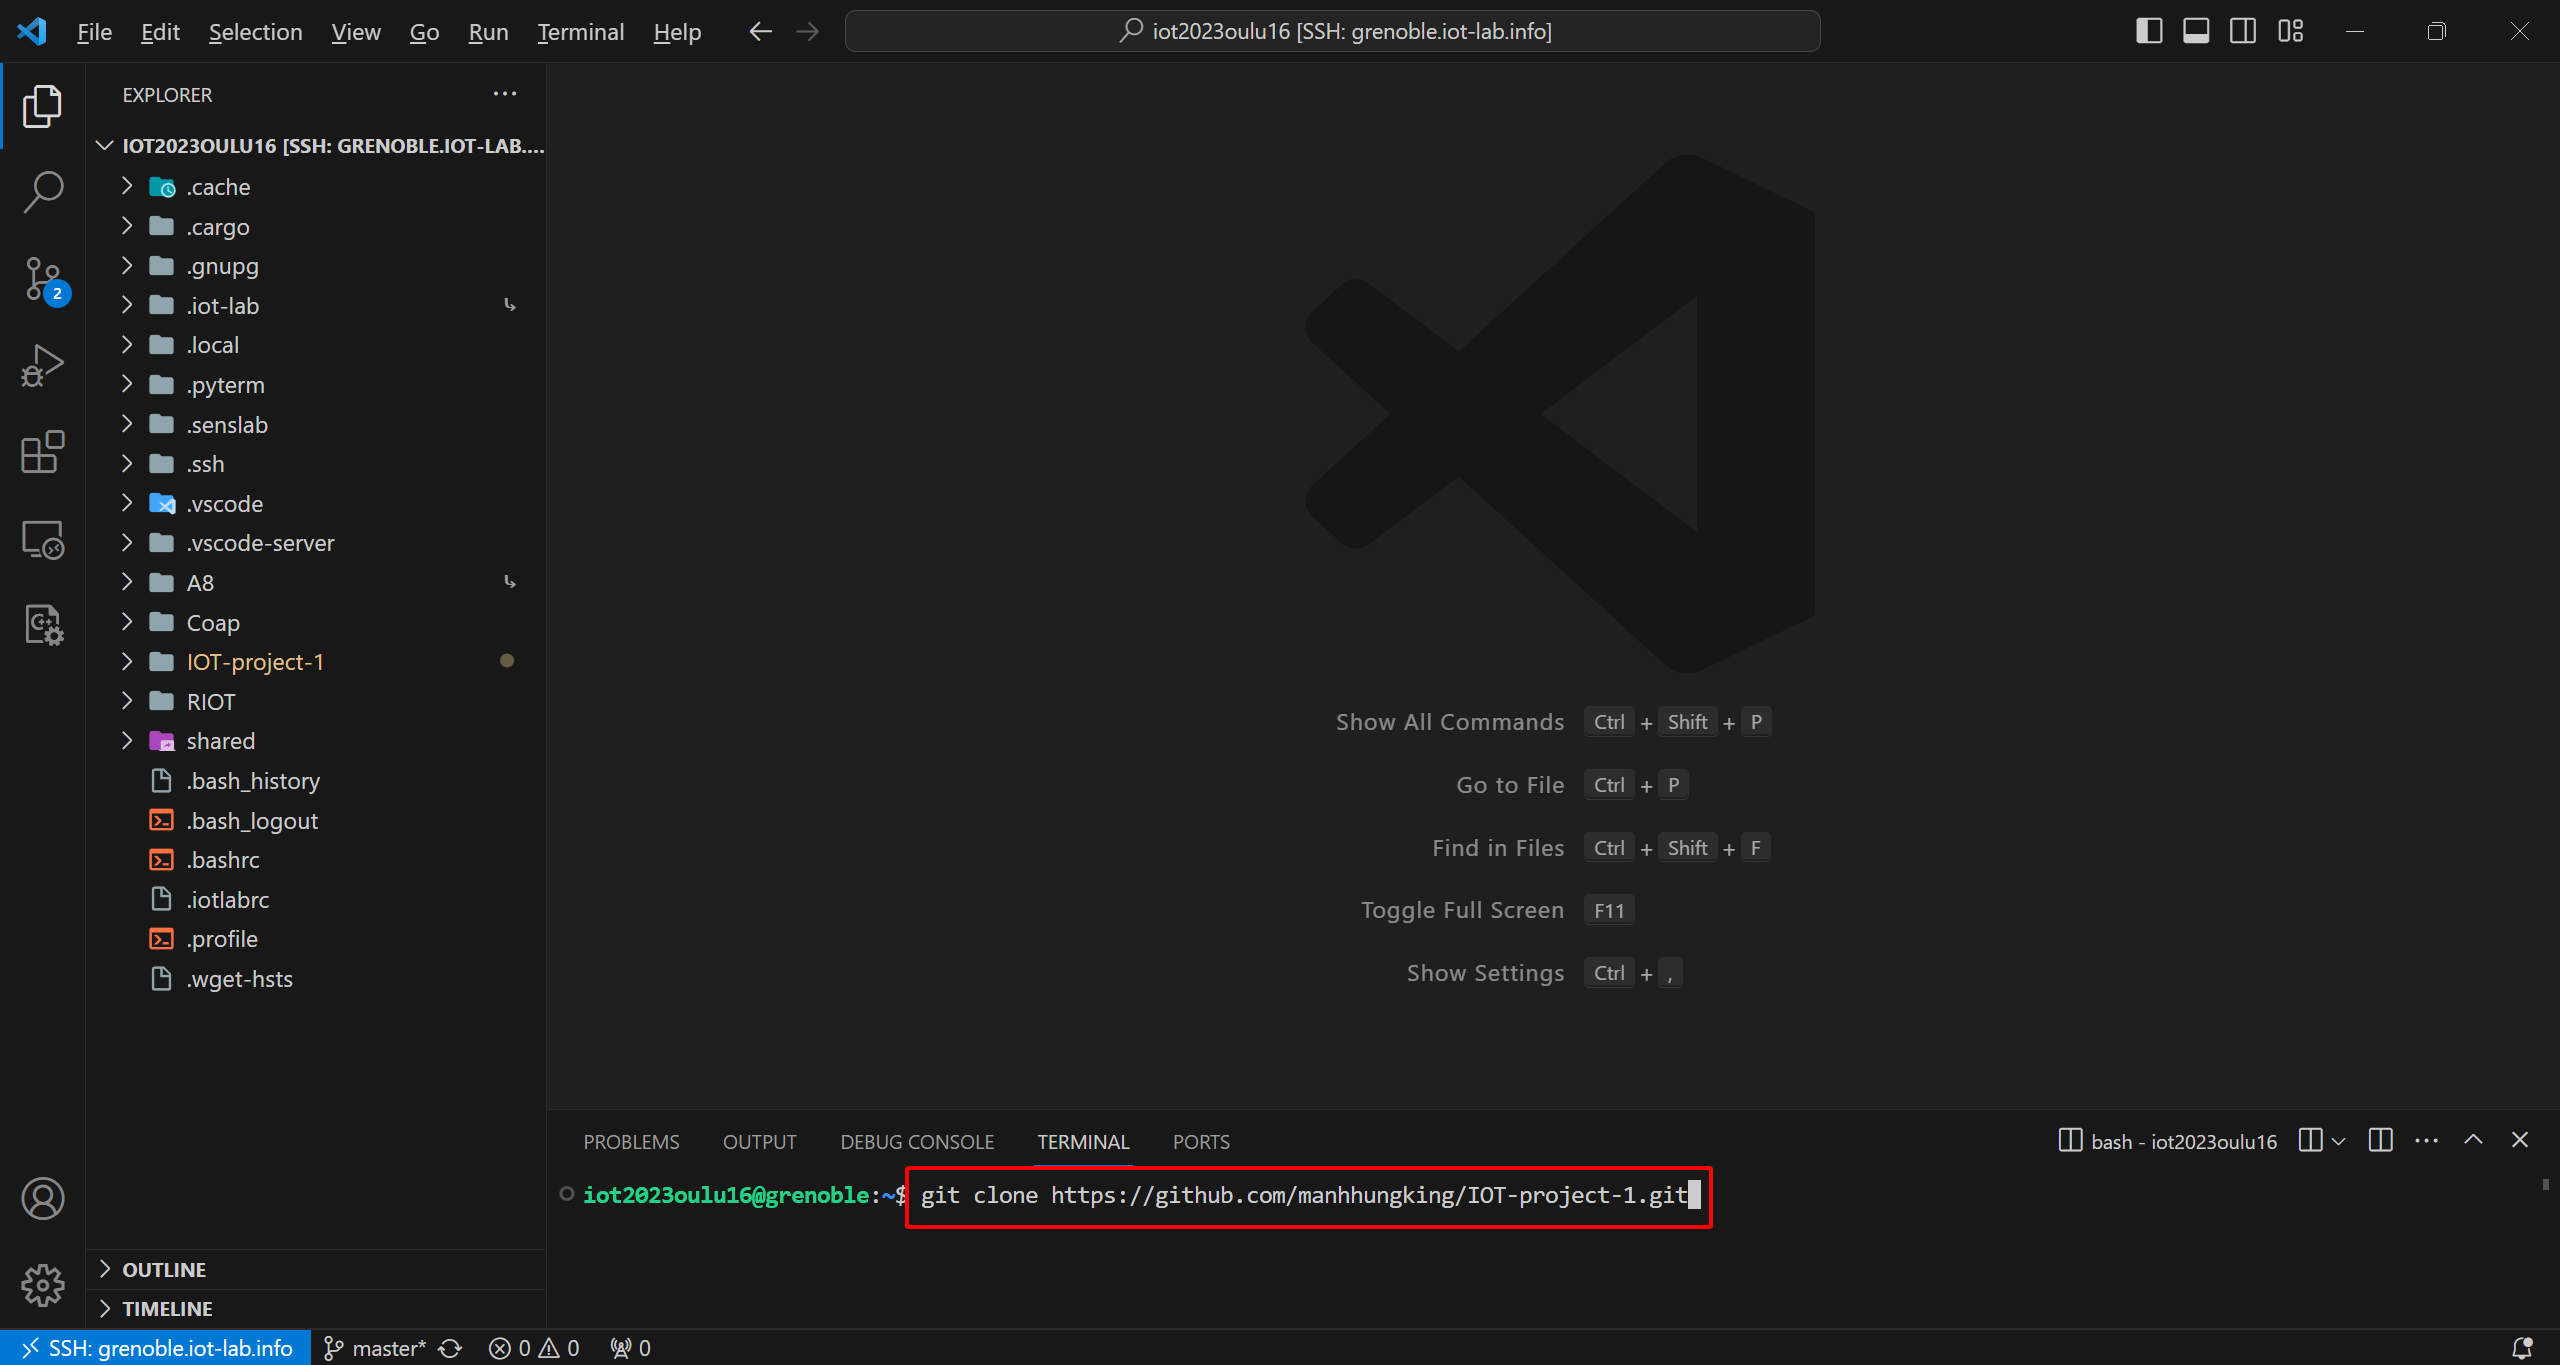 File Edit Selection View Go Run Terminal Help
iot2023oulu16 [SSH: grenoble.iot-lab.info]
EXPLORER
IOT2023OULU16 [SSH: GRENOBLE.IOT-LAB....
.cache
.cargo
.gnupg
.iot-lab
.local
.pyterm
.senslab
.ssh
.vscode
.vscode-server
A8
Coap
IOT-project-1
RIOT
shared
.bash_history
.bash_logout
.bashrc
.iotlabrc
.profile
.wget-hsts
2
OUTLINE
TIMELINE
Show All Commands Ctrl + Shift + P
Go to File Ctrl + P
Find in Files Ctrl + Shift + F
Toggle Full Screen F11
Show Settings Ctrl + ,
PROBLEMS OUTPUT DEBUG CONSOLE TERMINAL PORTS
bash - iot2023oulu16
iot2023oulu16@grenoble:~$ git clone https://github.com/manhhungking/IOT-project-1.git
SSH: grenoble.iot-lab.info master* 0 0 0